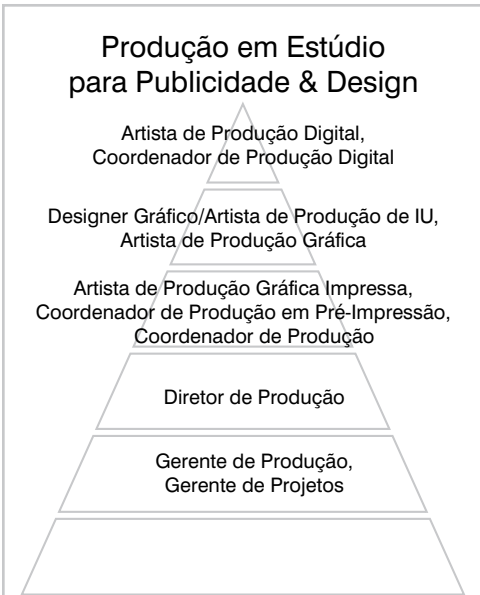 Produção em Estúdio
para Publicidade & Design
Artista de Produção Digital,
Coordenador de Produção Digital
Designer Gráfico/Artista de Produção de IU,
Artista de Produção Gráfica
Artista de Produção Gráfica Impressa,
Coordenador de Produção em Pré-Impressão,
Coordenador de Produção
Diretor de Produção
Gerente de Produção,
Gerente de Projetos